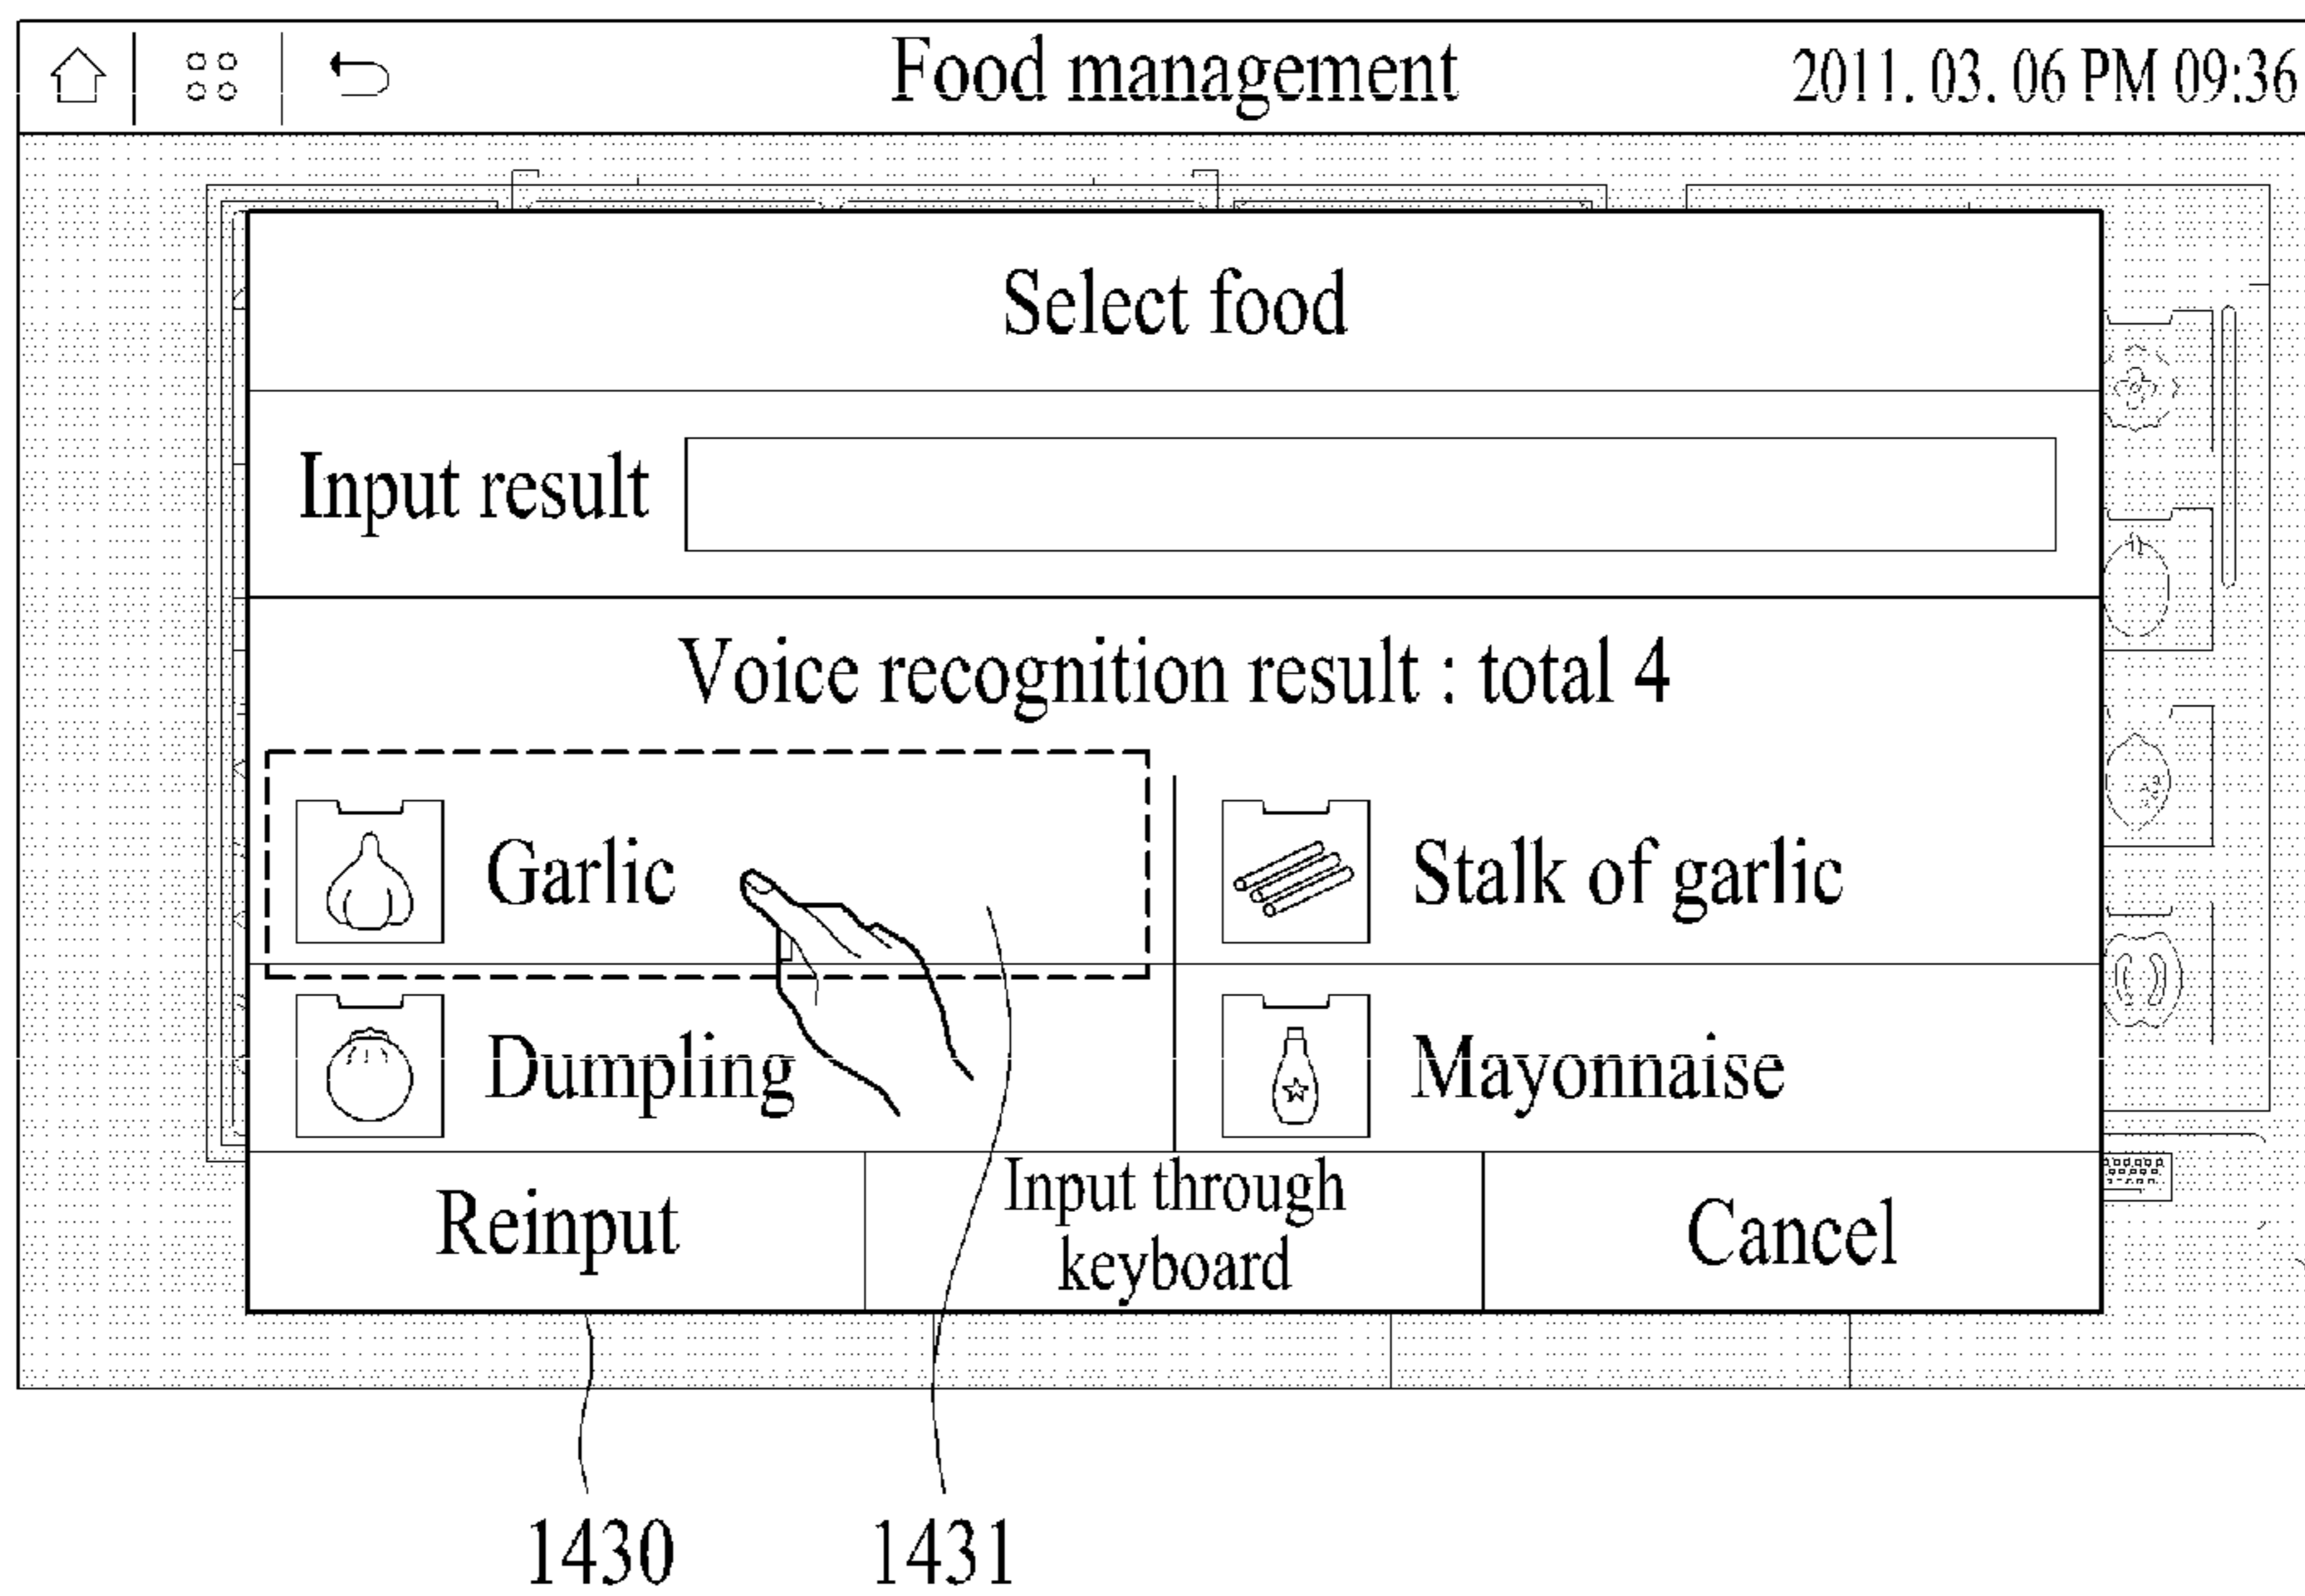 Food management
2011. 03. 06 PM 09:36
Select food
Input result
Voice recognition result : total 4
Garlic
Stalk of garlic
Dumpling
Mayonnaise
Reinput
Input through
keyboard
Cancel
1430
1431